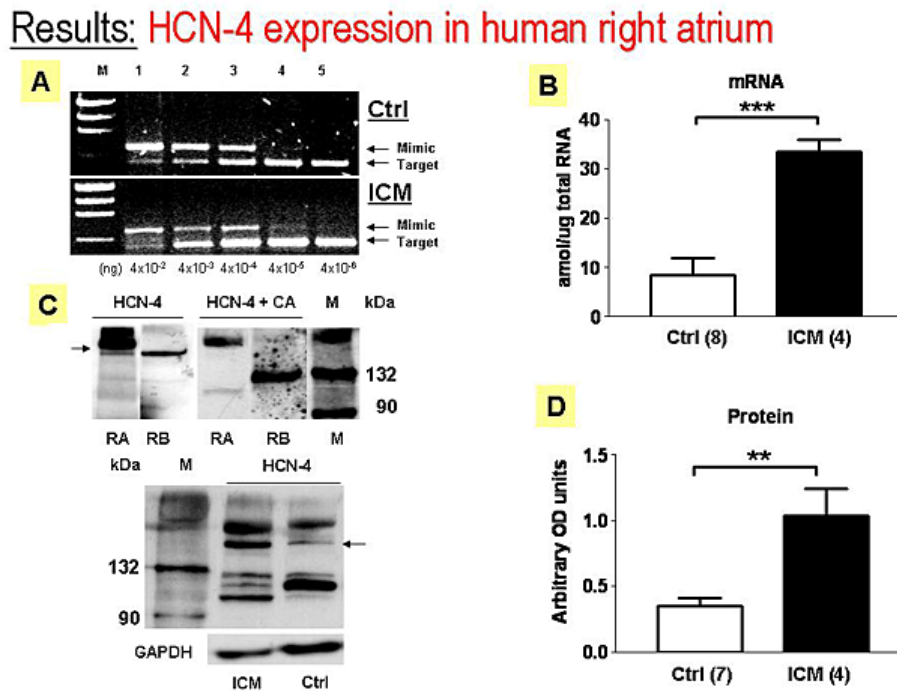 Results: HCN-4 expression in human right atrium
A
M 1 2 3 4 5
Ctrl
Mimic
Target
ICM
Mimic
Target
(ng) 4x10-2 4x10-3 4x10-4 4x10-5 4x10-6
B
mRNA
***
amol/ug total RNA
40
30
20
10
0
Ctrl (8) ICM (4)
C
HCN-4 HCN-4 + CA M kDa
132
90
RA RB RA RB M
kDa M HCN-4
132
90
GAPDH
ICM Ctrl
D
Protein
**
Arbitrary OD units
1.5
1.0
0.5
0.0
Ctrl (7) ICM (4)